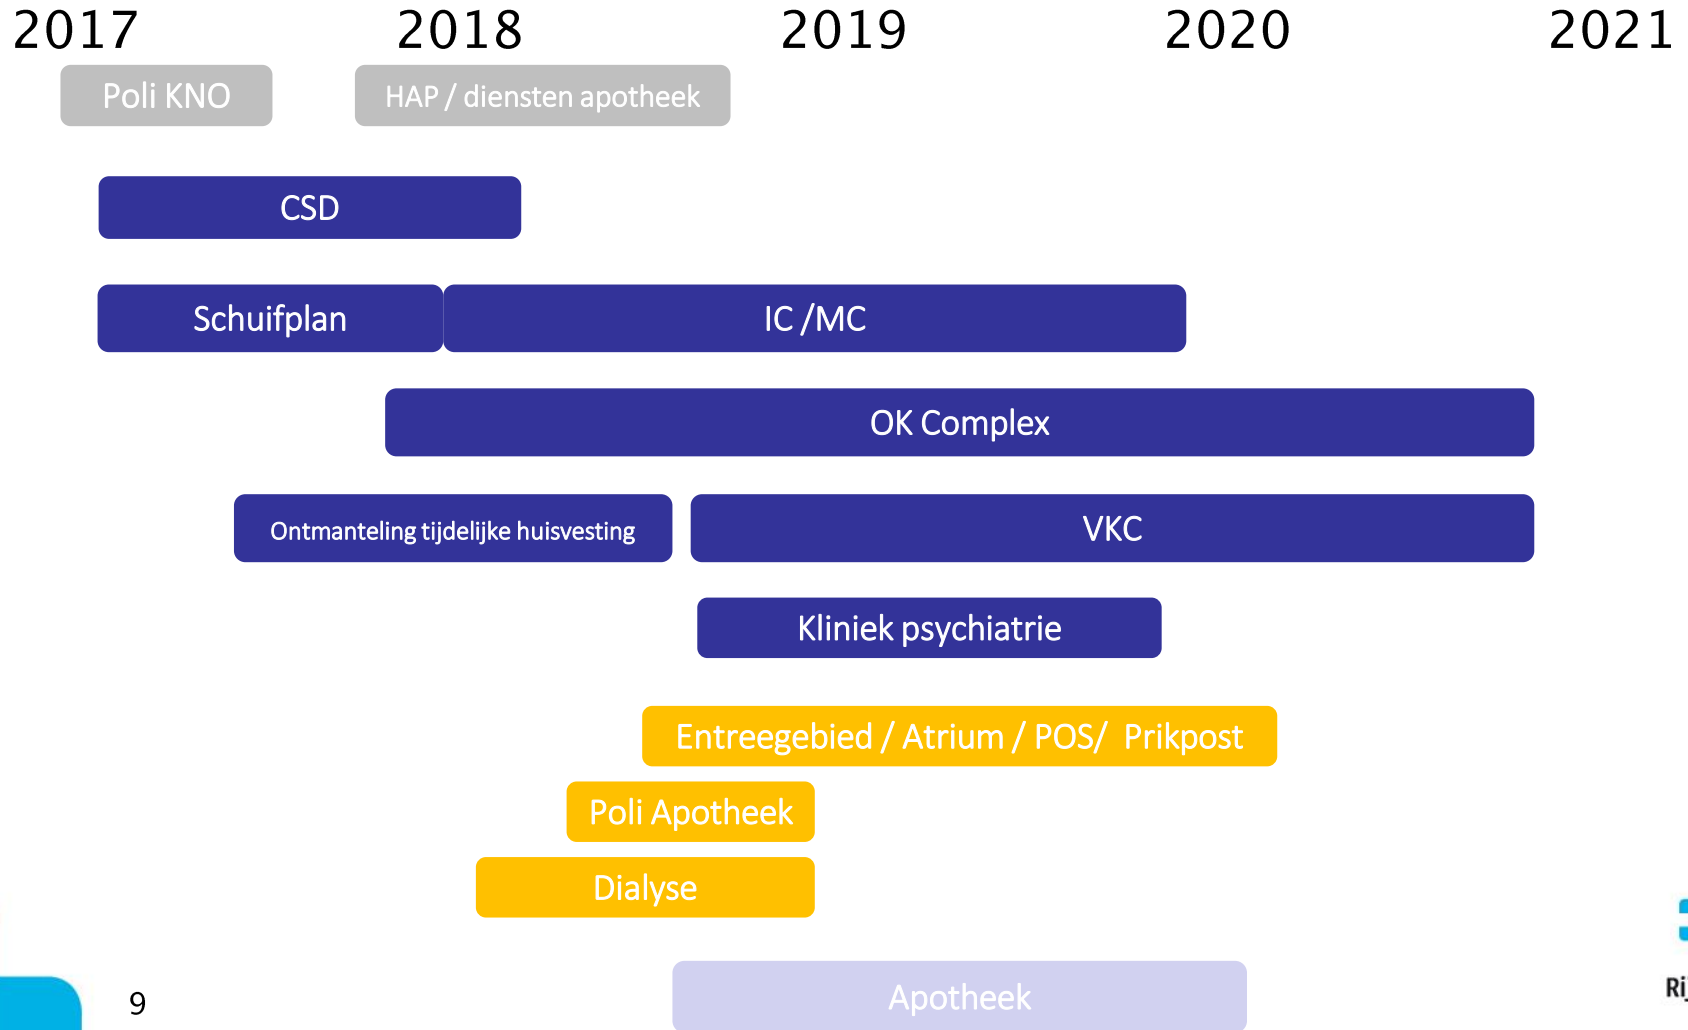 2017 2018 2019 2020 2021
Poli KNO HAP / diensten apotheek
CSD
Schuifplan IC /MC
OK Complex
Ontmanteling tijdelijke huisvesting VKC
Kliniek psychiatrie
Entreegebied / Atrium / POS/ Prikpost
Poli Apotheek
Dialyse
Apotheek
9